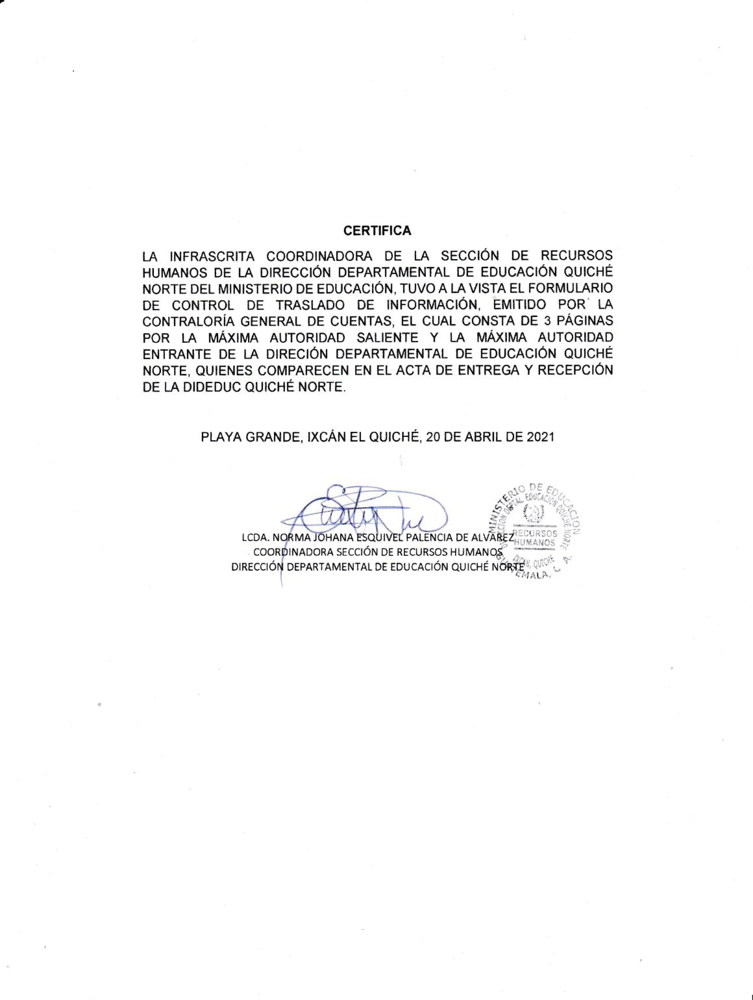 CERTIFICA
LA INFRASCRITA COORDINADORA DE LA SECCIÓN DE RECURSOS
HUMANOS DE LA DIRECCIÓN DEPARTAMENTAL DE EDUCACIÓN QUICHÉ
NORTE DEL MINISTERIO DE EDUCACIÓN, TUVO A LA VISTA EL FORMULARIO
DE CONTROL DE TRASLADO DE INFORMACIÓN, EMITIDO POR LA
CONTRALORÍA GENERAL DE CUENTAS, EL CUAL CONSTA DE 3 PÁGINAS
POR LA MÁXIMA AUTORIDAD SALIENTE Y LA MÁXIMA AUTORIDAD
ENTRANTE DE LA DIRECIÓN DEPARTAMENTAL DE EDUCACIÓN QUICHÉ
NORTE, QUIENES COMPARECEN EN EL ACTA DE ENTREGA Y RECEPCIÓN
DE LA DIDEDUC QUICHÉ NORTE.
PLAYA GRANDE, IXCÁN EL QUICHÉ, 20 DE ABRIL DE 2021
LCDA. NORMA JOHANA ESQUIVEL PALENCIA DE ALVAREZ
COORDINADORA SECCIÓN DE RECURSOS HUMANOS
DIRECCIÓN DEPARTAMENTAL DE EDUCACIÓN QUICHÉ NORTE
MINISTERIO DE EDUCACION
EDUCACION QUICHE NORTE
RECURSOS
HUMANOS
IXCAN, QUICHE